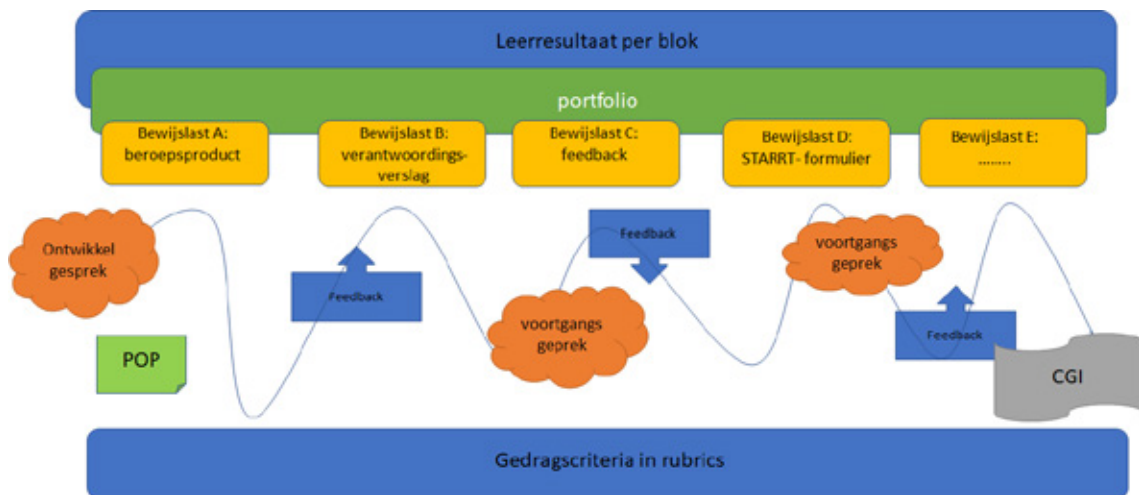 Leerresultaat per blok
portfolio
Bewijslast A:
beroepsproduct
Bewijslast B:
verantwoordings-
verslag
Bewijslast C:
feedback
Bewijslast D:
STARRT- formulier
Bewijslast E:
........
Ontwikkel
gesprek
Feedback
Feedback
voortgangs
geprek
voortgangs
geprek
Feedback
POP
CGI
Gedragscriteria in rubrics